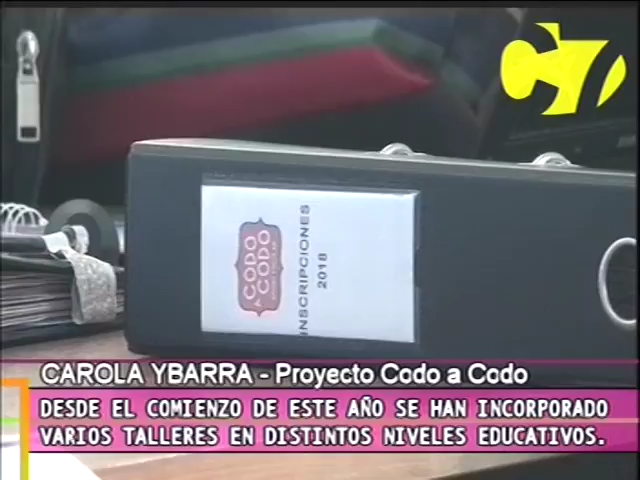 C7
CODO
A CODO
INSCRIPCIONES
2018
CAROLA YBARRA - Proyecto Codo a Codo
DESDE EL COMIENZO DE ESTE AÑO SE HAN INCORPORADO
VARIOS TALLERES EN DISTINTOS NIVELES EDUCATIVOS.